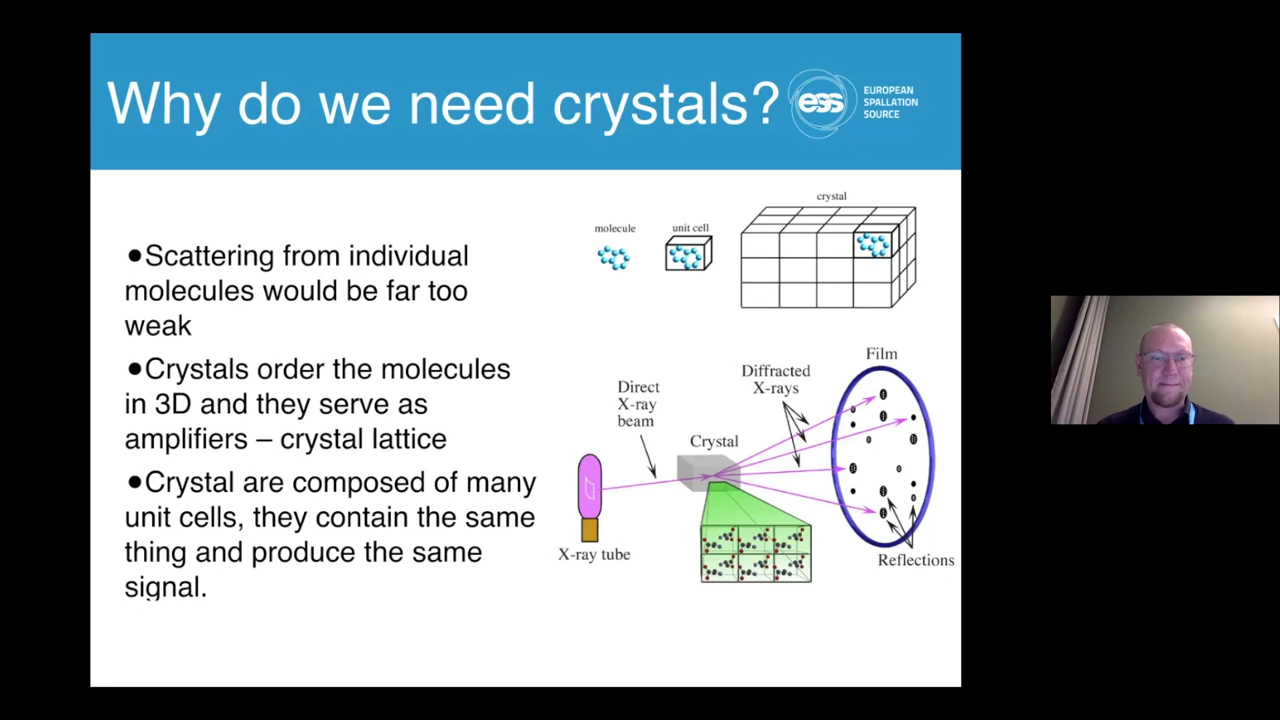 Why do we need crystals?
ess
EUROPEAN
SPALLATION
SOURCE
●Scattering from individual
molecules would be far too
weak
●Crystals order the molecules
in 3D and they serve as
amplifiers – crystal lattice
●Crystal are composed of many
unit cells, they contain the same
thing and produce the same
signal.
molecule
unit cell
crystal
Film
Diffracted
X-rays
Direct
X-ray
beam
Crystal
X-ray tube
Reflections